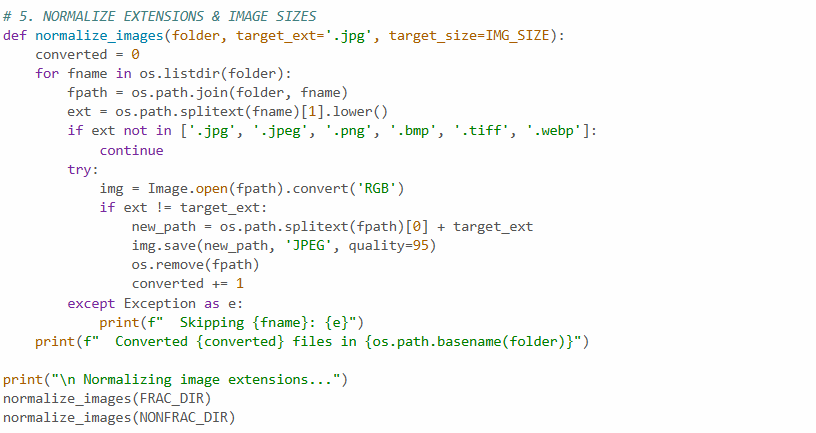 # 5. NORMALIZE EXTENSIONS & IMAGE SIZES
def normalize_images(folder, target_ext='.jpg', target_size=IMG_SIZE):
    converted = 0
    for fname in os.listdir(folder):
        fpath = os.path.join(folder, fname)
        ext = os.path.splitext(fname)[1].lower()
        if ext not in ['.jpg', '.jpeg', '.png', '.bmp', '.tiff', '.webp']:
            continue
        try:
            img = Image.open(fpath).convert('RGB')
            if ext != target_ext:
                new_path = os.path.splitext(fpath)[0] + target_ext
                img.save(new_path, 'JPEG', quality=95)
                os.remove(fpath)
                converted += 1
        except Exception as e:
            print(f"  Skipping {fname}: {e}")
    print(f"  Converted {converted} files in {os.path.basename(folder)}")

print("\n Normalizing image extensions...")
normalize_images(FRAC_DIR)
normalize_images(NONFRAC_DIR)